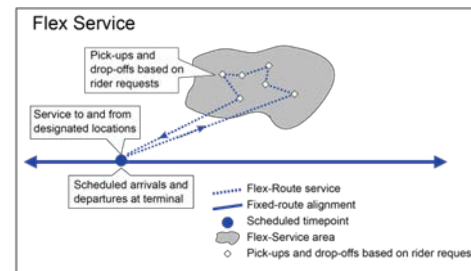 Flex Service
Pick-ups and
drop-offs based on
rider requests
Service to and from
designated locations
Scheduled arrivals and
departures at terminal
Flex-Route service
Fixed-route alignment
Scheduled timepoint
Flex-Service area
Pick-ups and drop-offs based on rider reques